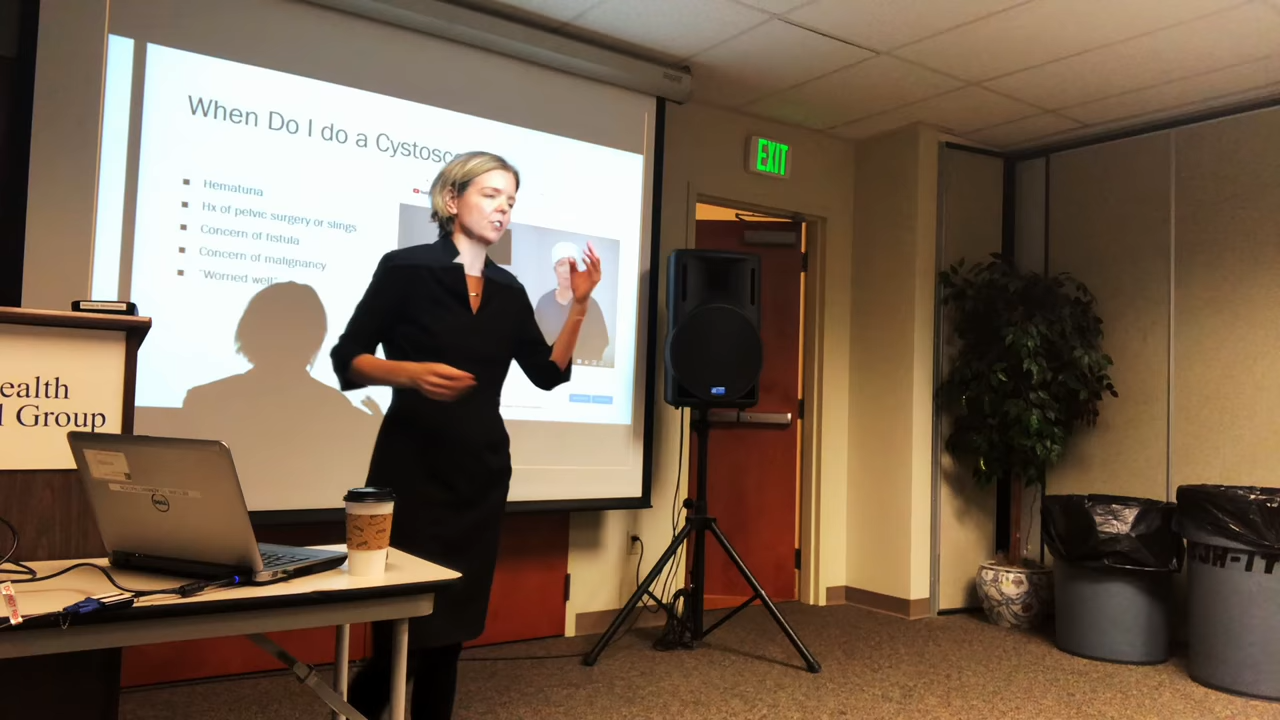 When Do I do a Cystosc
Hematuria
Hx of pelvic surgery or slings
Concern of fistula
Concern of malignancy
"Worried well"
EXIT
ealth
l Group
DELL